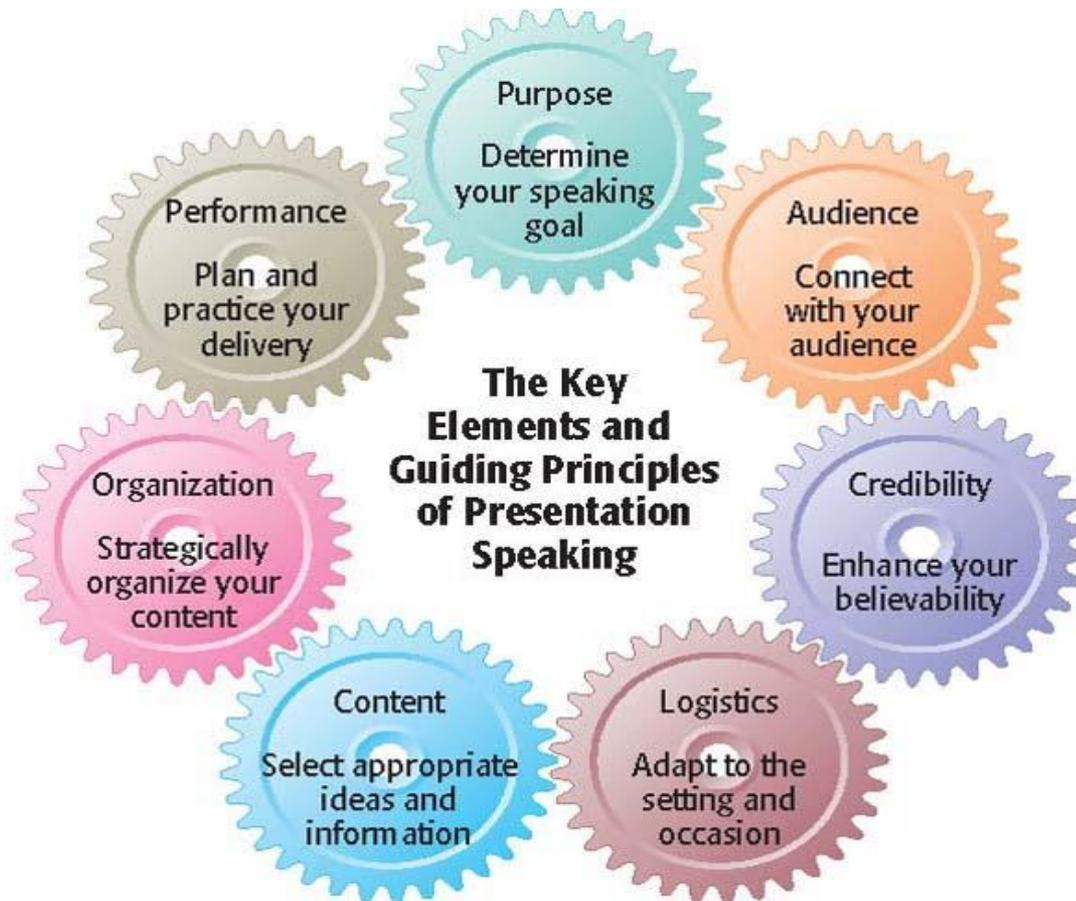 The Key
Elements and
Guiding Principles
of Presentation
Speaking
Purpose
Determine
your speaking
goal
Audience
Connect
with your
audience
Credibility
Enhance your
believability
Logistics
Adapt to the
setting and
occasion
Content
Select appropriate
ideas and
information
Organization
Strategically
organize your
content
Performance
Plan and
practice your
delivery